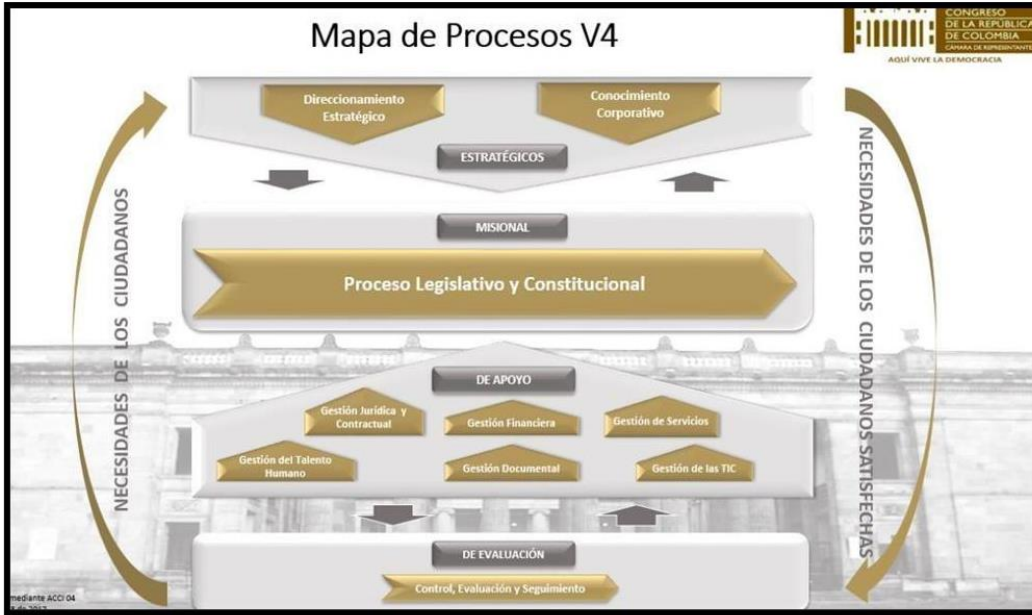 Mapa de Procesos V4
CONGRESO
DE LA REPÚBLICA
DE COLOMBIA
CÁMARA DE REPRESENTANTES
AQUÍ VIVE LA DEMOCRACIA
Direccionamiento
Estratégico
Conocimiento
Corporativo
ESTRATÉGICOS
NECESIDADES DE LOS CIUDADANOS
NECESIDADES DE LOS CIUDADANOS SATISFECHAS
MISIONAL
Proceso Legislativo y Constitucional
DE APOYO
Gestión Jurídica y
Contractual
Gestión Financiera
Gestión de Servicios
Gestión del Talento
Humano
Gestión Documental
Gestión de las TIC
DE EVALUACIÓN
Control, Evaluación y Seguimiento
mediante ACCI 04